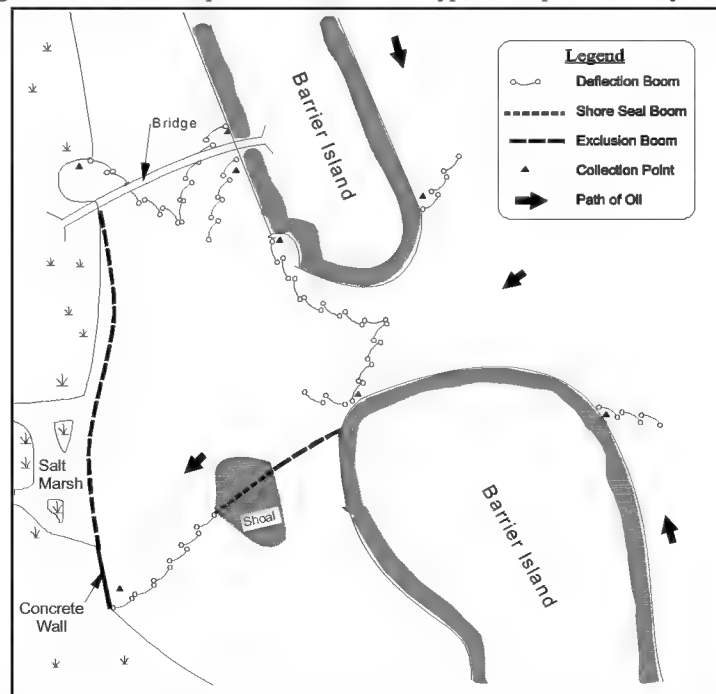 Legend
Deflection Boom
Shore Seal Boom
Exclusion Boom
Collection Point
Path of Oil
Barrier Island
Bridge
Salt
Marsh
Shoal
Barrier Island
Concrete
Wall